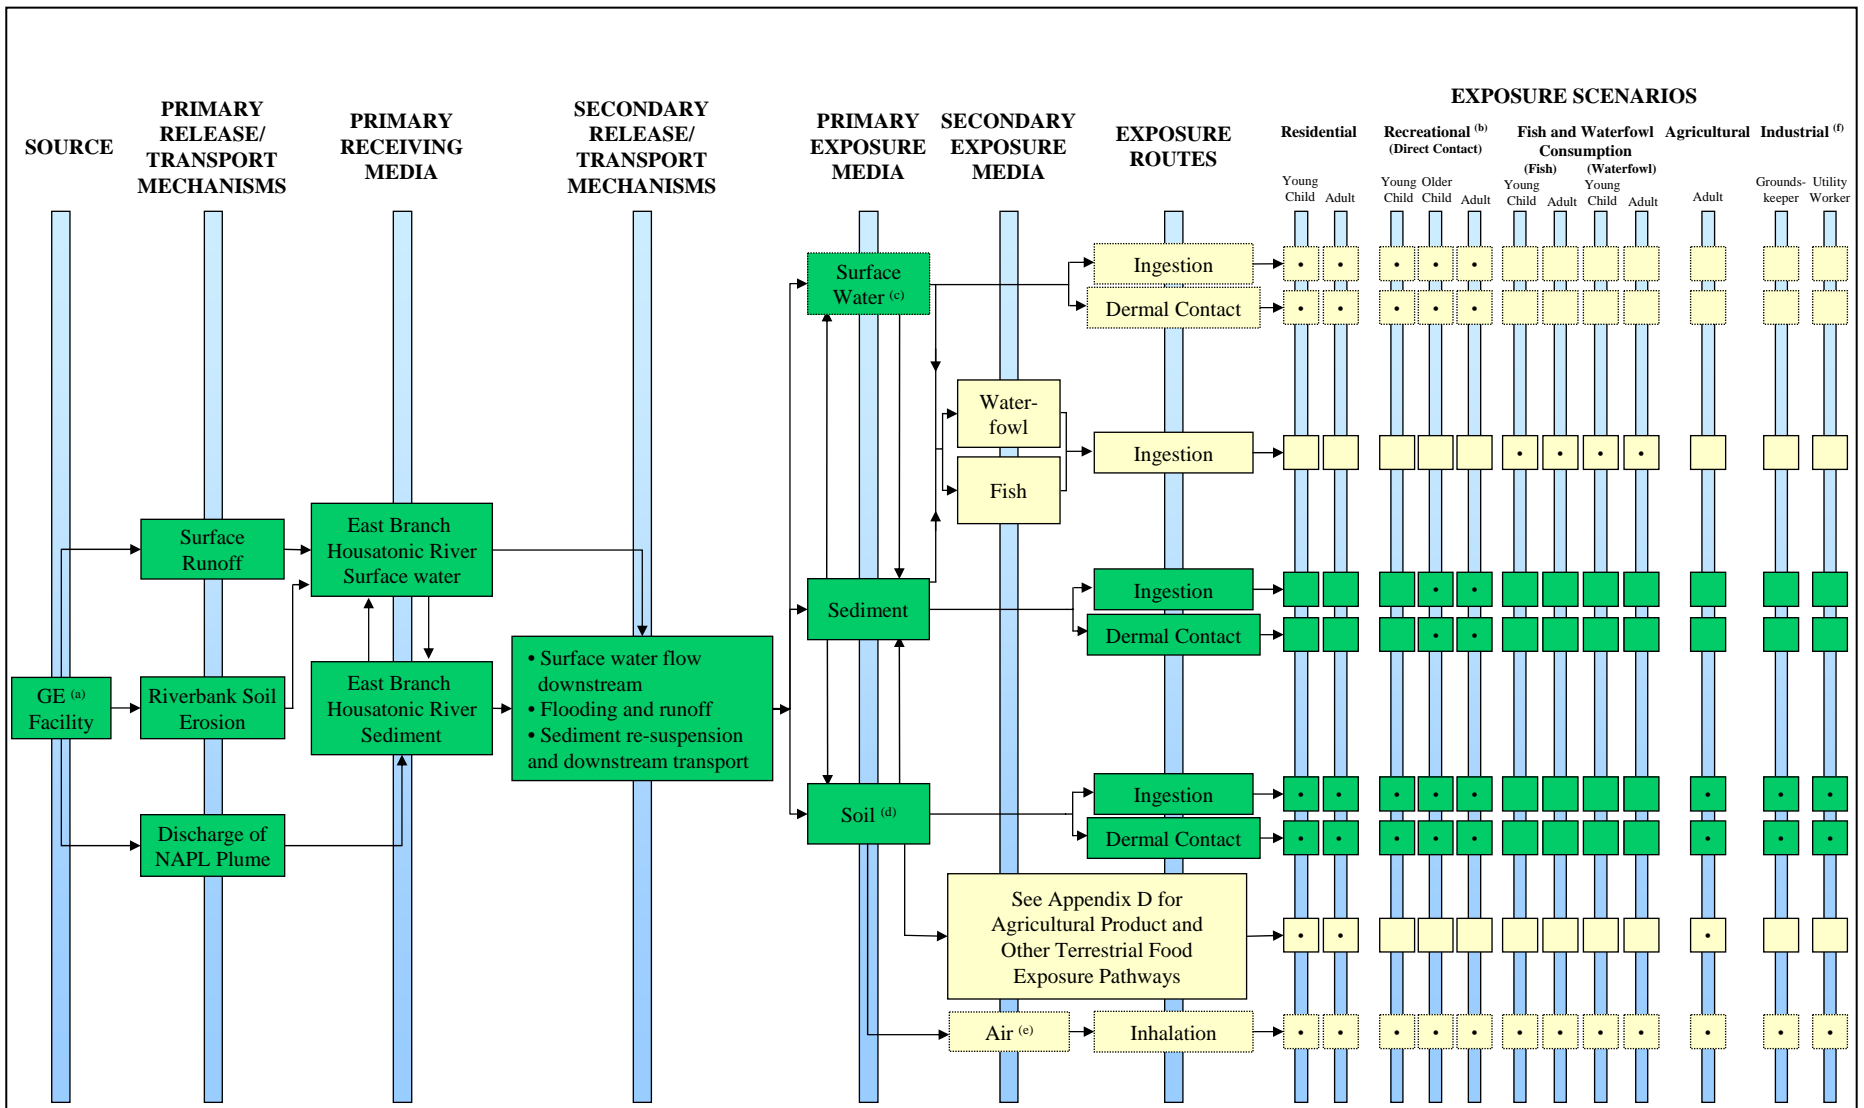 EXPOSURE SCENARIOS
SOURCE
PRIMARY
RELEASE/
TRANSPORT
MECHANISMS
PRIMARY
RECEIVING
MEDIA
SECONDARY
RELEASE/
TRANSPORT
MECHANISMS
PRIMARY
EXPOSURE
MEDIA
SECONDARY
EXPOSURE
MEDIA
EXPOSURE
ROUTES
Residential
Recreational (b)
(Direct Contact)
Fish and Waterfowl
Consumption
(Fish)
(Waterfowl)
Agricultural
Industrial (f)
Young
Child
Adult
Young
Child
Older
Child
Adult
Young
Child
Adult
Young
Child
Adult
Adult
Grounds-
keeper
Utility
Worker
Surface
Water (c)
Ingestion
Dermal Contact
Water-
fowl
Fish
Ingestion
Surface
Runoff
East Branch
Housatonic River
Surface water
Sediment
Ingestion
Dermal Contact
GE (a)
Facility
Riverbank Soil
Erosion
East Branch
Housatonic River
Sediment
• Surface water flow
downstream
• Flooding and runoff
• Sediment re-suspension
and downstream transport
Discharge of
NAPL Plume
Soil (d)
Ingestion
Dermal Contact
See Appendix D for
Agricultural Product and
Other Terrestrial Food
Exposure Pathways
Air (e)
Inhalation